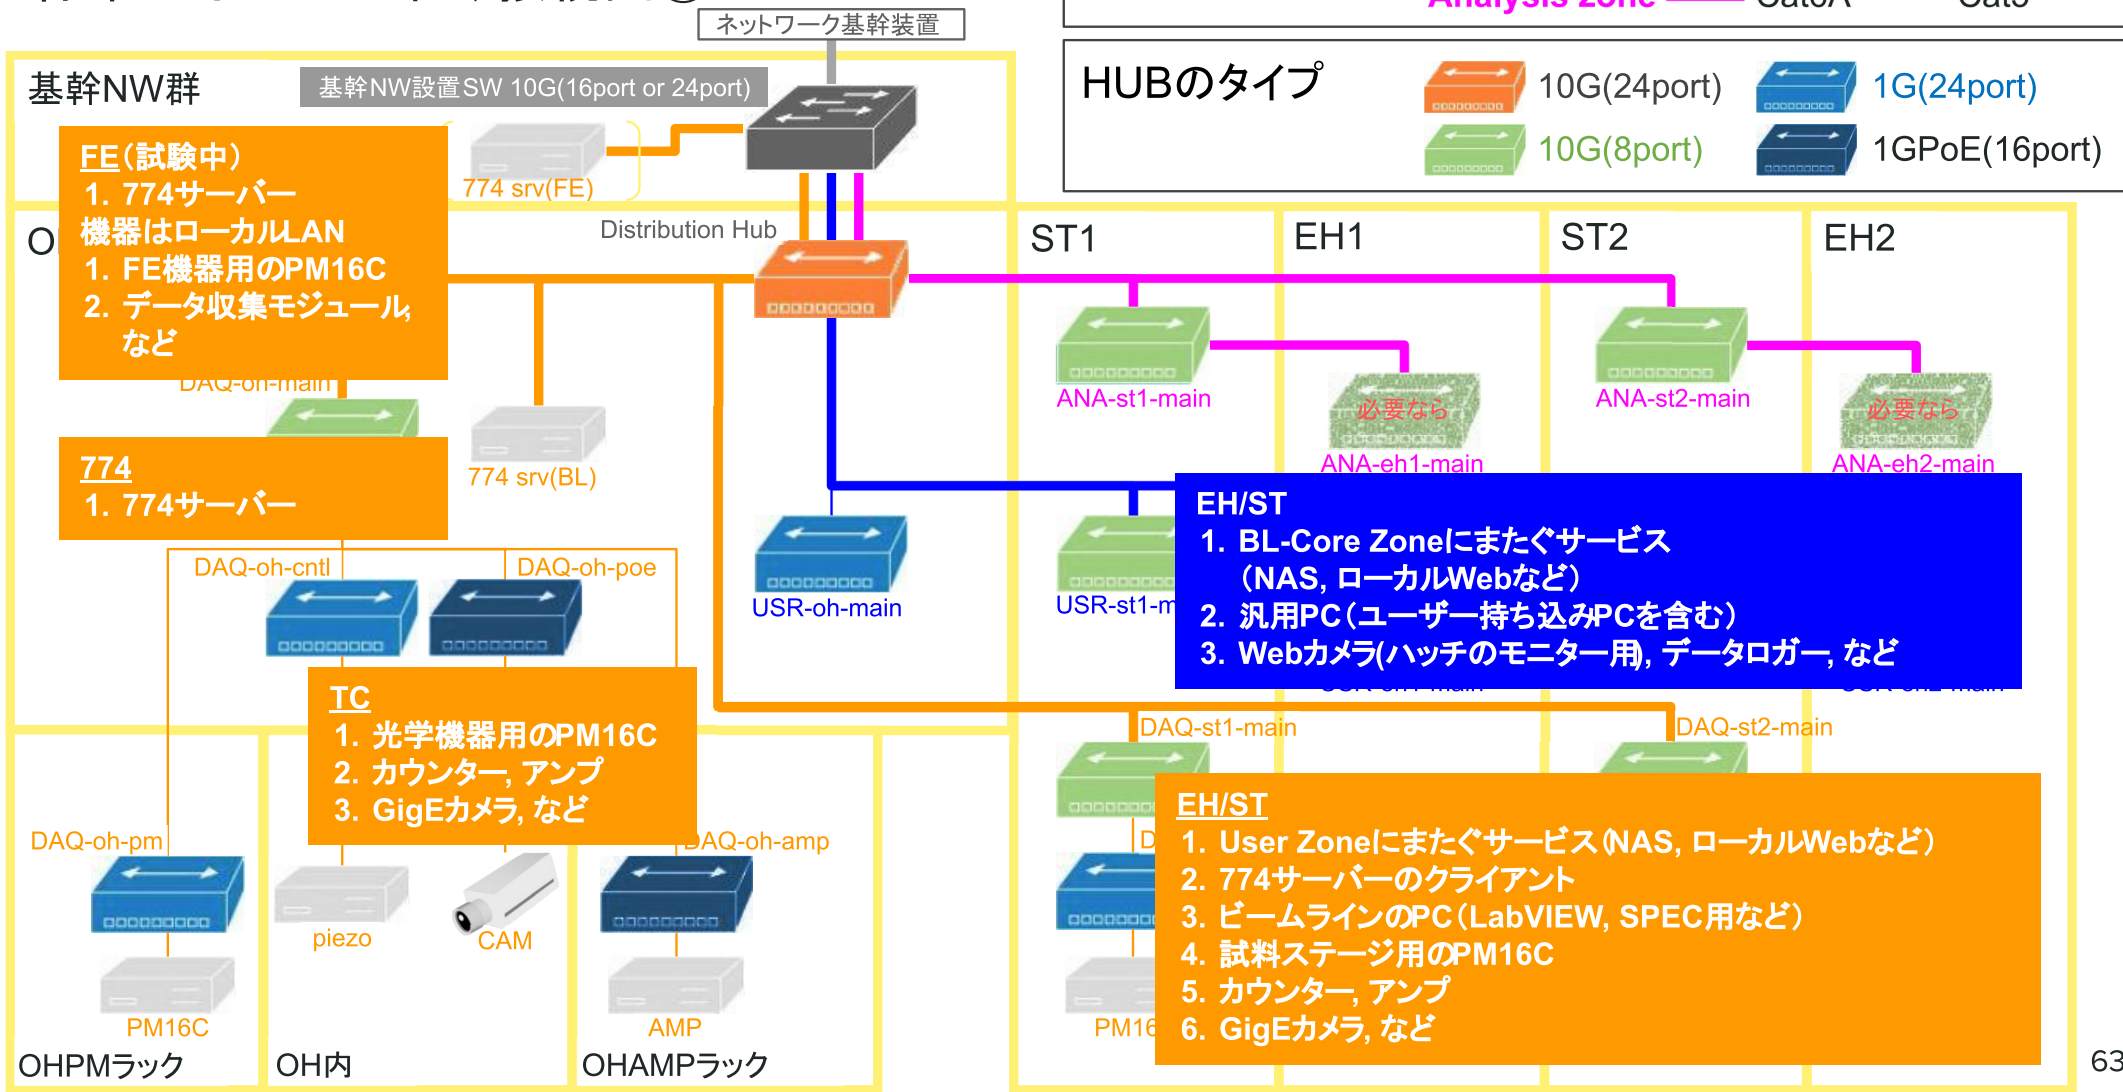 Analysis zone
Cat6A
ネットワーク基幹装置
HUBのタイプ
10G(24port)
1G(24port)
10G(8port)
1GPoE(16port)
基幹NW群
基幹NW設置SW 10G(16port or 24port)
774 srv(FE)
FE(試験中)
1. 774サーバー
機器はローカルLAN
1. FE機器用のPM16C
2. データ収集モジュール,
など
Distribution Hub
ST1
EH1
ST2
EH2
DAQ-oh-main
ANA-st1-main
必要なら
ANA-eh1-main
ANA-st2-main
必要なら
ANA-eh2-main
774
1. 774サーバー
774 srv(BL)
DAQ-oh-cntl
DAQ-oh-poe
USR-oh-main
USR-st1-m
EH/ST
1. BL-Core Zoneにまたぐサービス
(NAS, ローカルWebなど)
2. 汎用PC(ユーザー持ち込みPCを含む)
3. Webカメラ(ハッチのモニター用), データロガー, など
TC
1. 光学機器用のPM16C
2. カウンター, アンプ
3. GigEカメラ, など
DAQ-st1-main
DAQ-st2-main
DAQ-oh-pm
DAQ-oh-amp
piezo
CAM
PM16C
AMP
PM16
EH/ST
1. User Zoneにまたぐサービス(NAS, ローカルWebなど)
2. 774サーバーのクライアント
3. ビームラインのPC(LabVIEW, SPEC用など)
4. 試料ステージ用のPM16C
5. カウンター, アンプ
6. GigEカメラ, など
OHPMラック
OH内
OHAMPラック
63